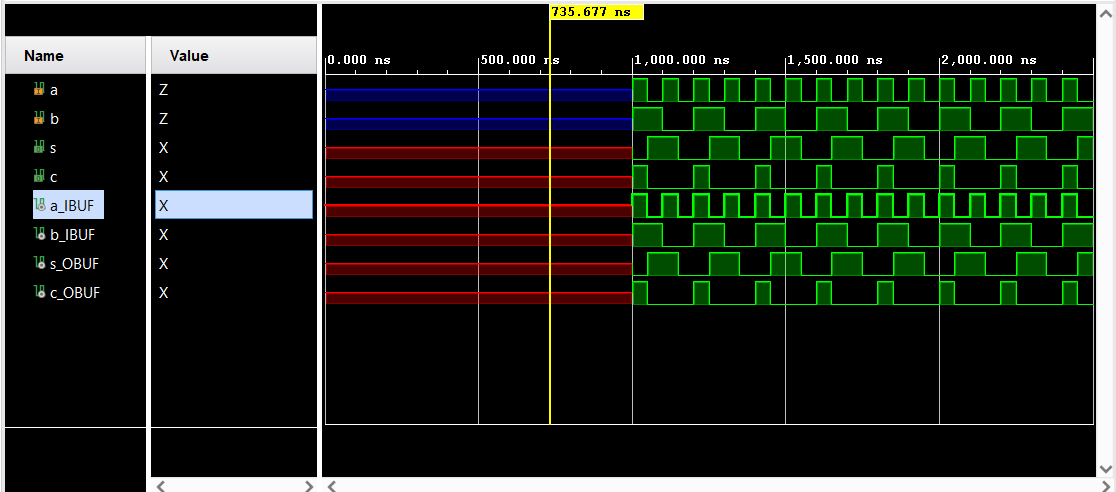 735.677 ns
Name Value
0.000 ns 500.000 ns 1,000.000 ns 1,500.000 ns 2,000.000 ns
a Z
b Z
s X
c X
a_IBUF X
b_IBUF X
s_OBUF X
c_OBUF X